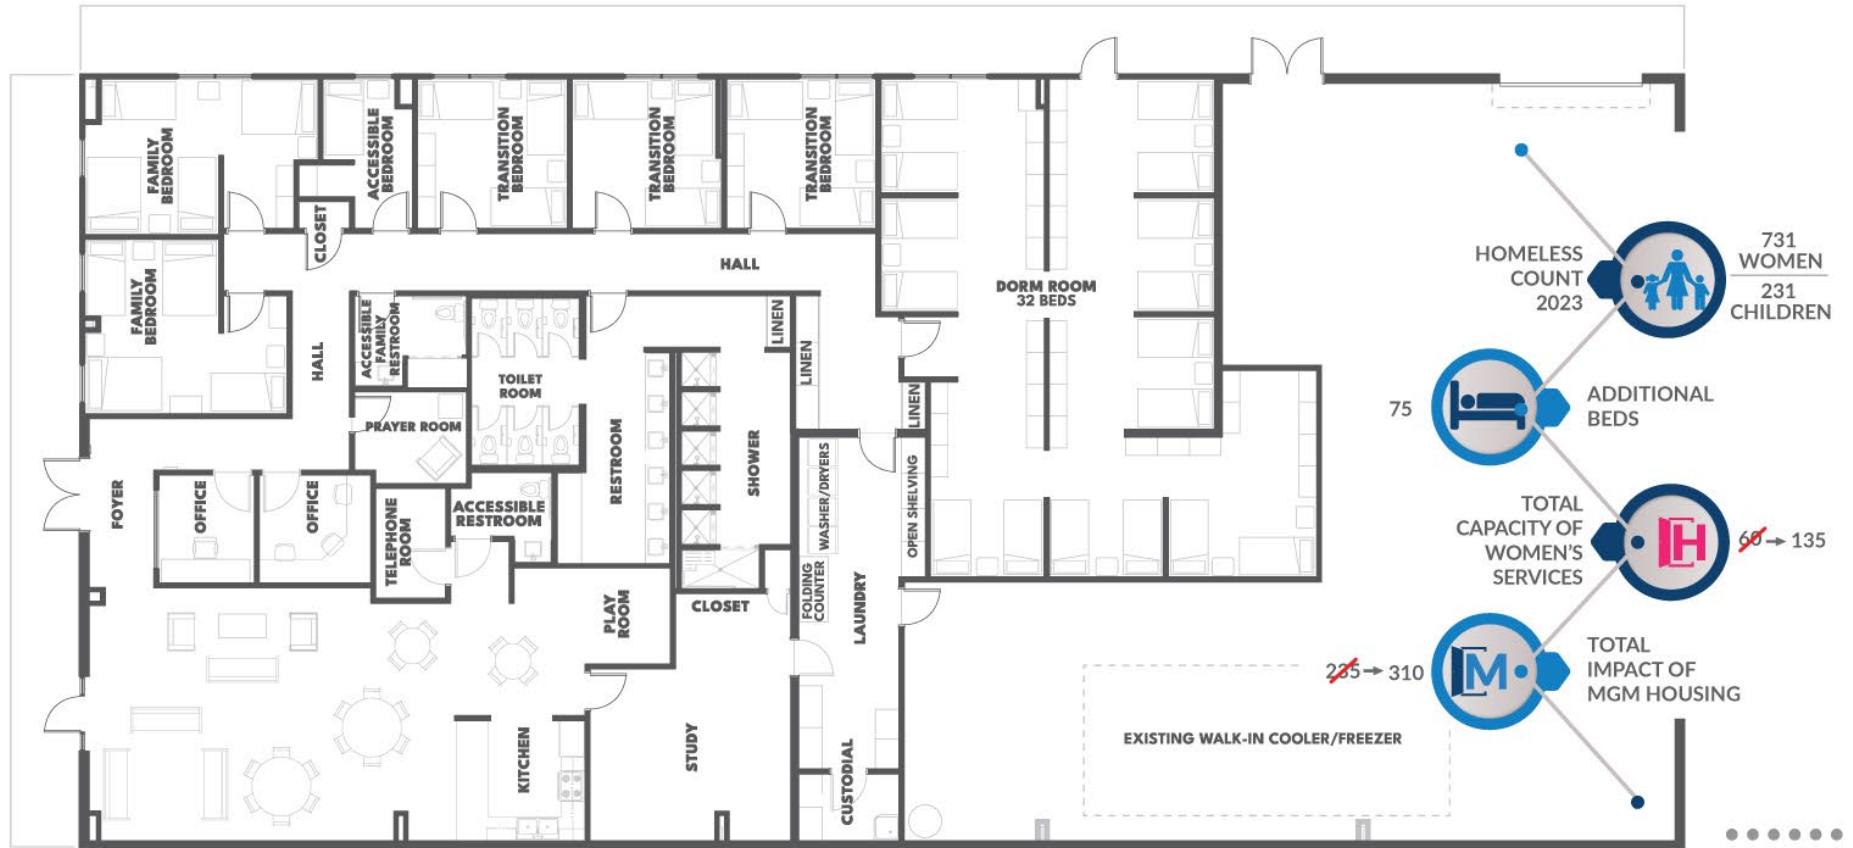 FAMILY
BEDROOM
ACCESSIBLE
BEDROOM
TRANSITION
BEDROOM
TRANSITION
BEDROOM
TRANSITION
BEDROOM
CLOSET
HALL
FAMILY
BEDROOM
HALL
ACCESSIBLE
FAMILY
RESTROOM
TOILET
ROOM
LINEN
LINEN
LINEN
DORM ROOM
32 BEDS
PRAYER ROOM
RESTROOM
SHOWER
WASHER/DRYERS
OPEN SHELVING
FOYER
OFFICE
OFFICE
TELEPHONE
ROOM
ACCESSIBLE
RESTROOM
PLAY
ROOM
CLOSET
FOLDING
COUNTER
LAUNDRY
KITCHEN
STUDY
CUSTODIAL
EXISTING WALK-IN COOLER/FREEZER
HOMELESS
COUNT
2023
731
WOMEN
231
CHILDREN
75
ADDITIONAL
BEDS
TOTAL
CAPACITY OF
WOMEN'S
SERVICES
H
60 → 135
235 → 310
M
TOTAL
IMPACT OF
MGM HOUSING